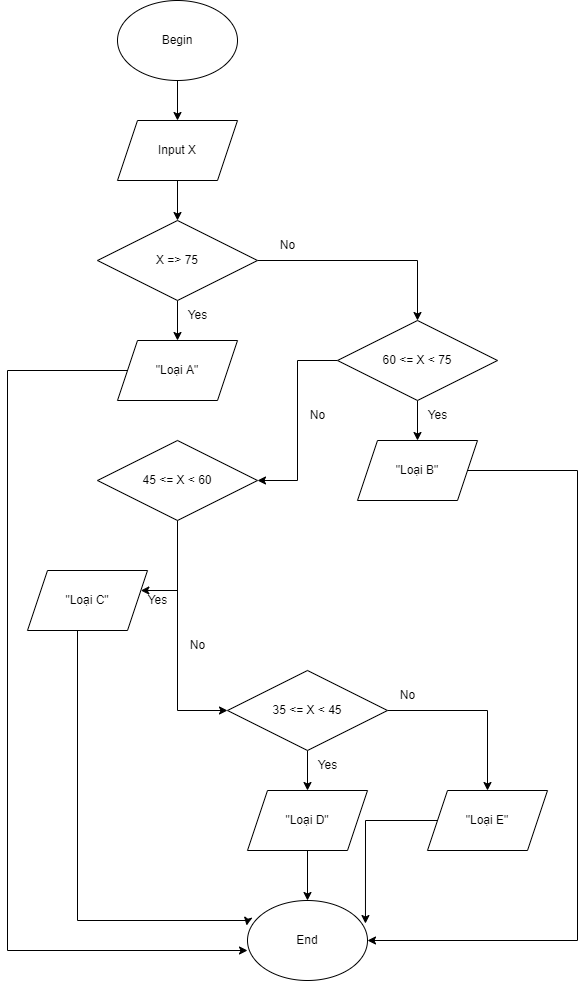 Begin
Input X
X => 75
No
Yes
"Loại A"
60 <= X < 75
No
Yes
"Loại B"
45 <= X < 60
"Loại C"
Yes
No
35 <= X < 45
No
Yes
"Loại D"
"Loại E"
End